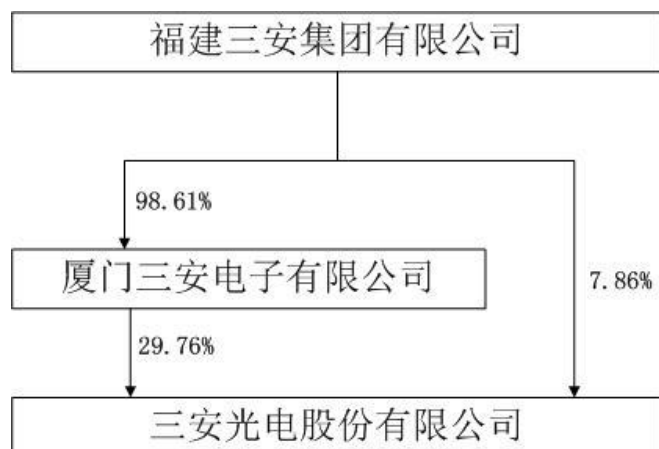 福建三安集团有限公司
98.61%
厦门三安电子有限公司
7.86%
29.76%
三安光电股份有限公司